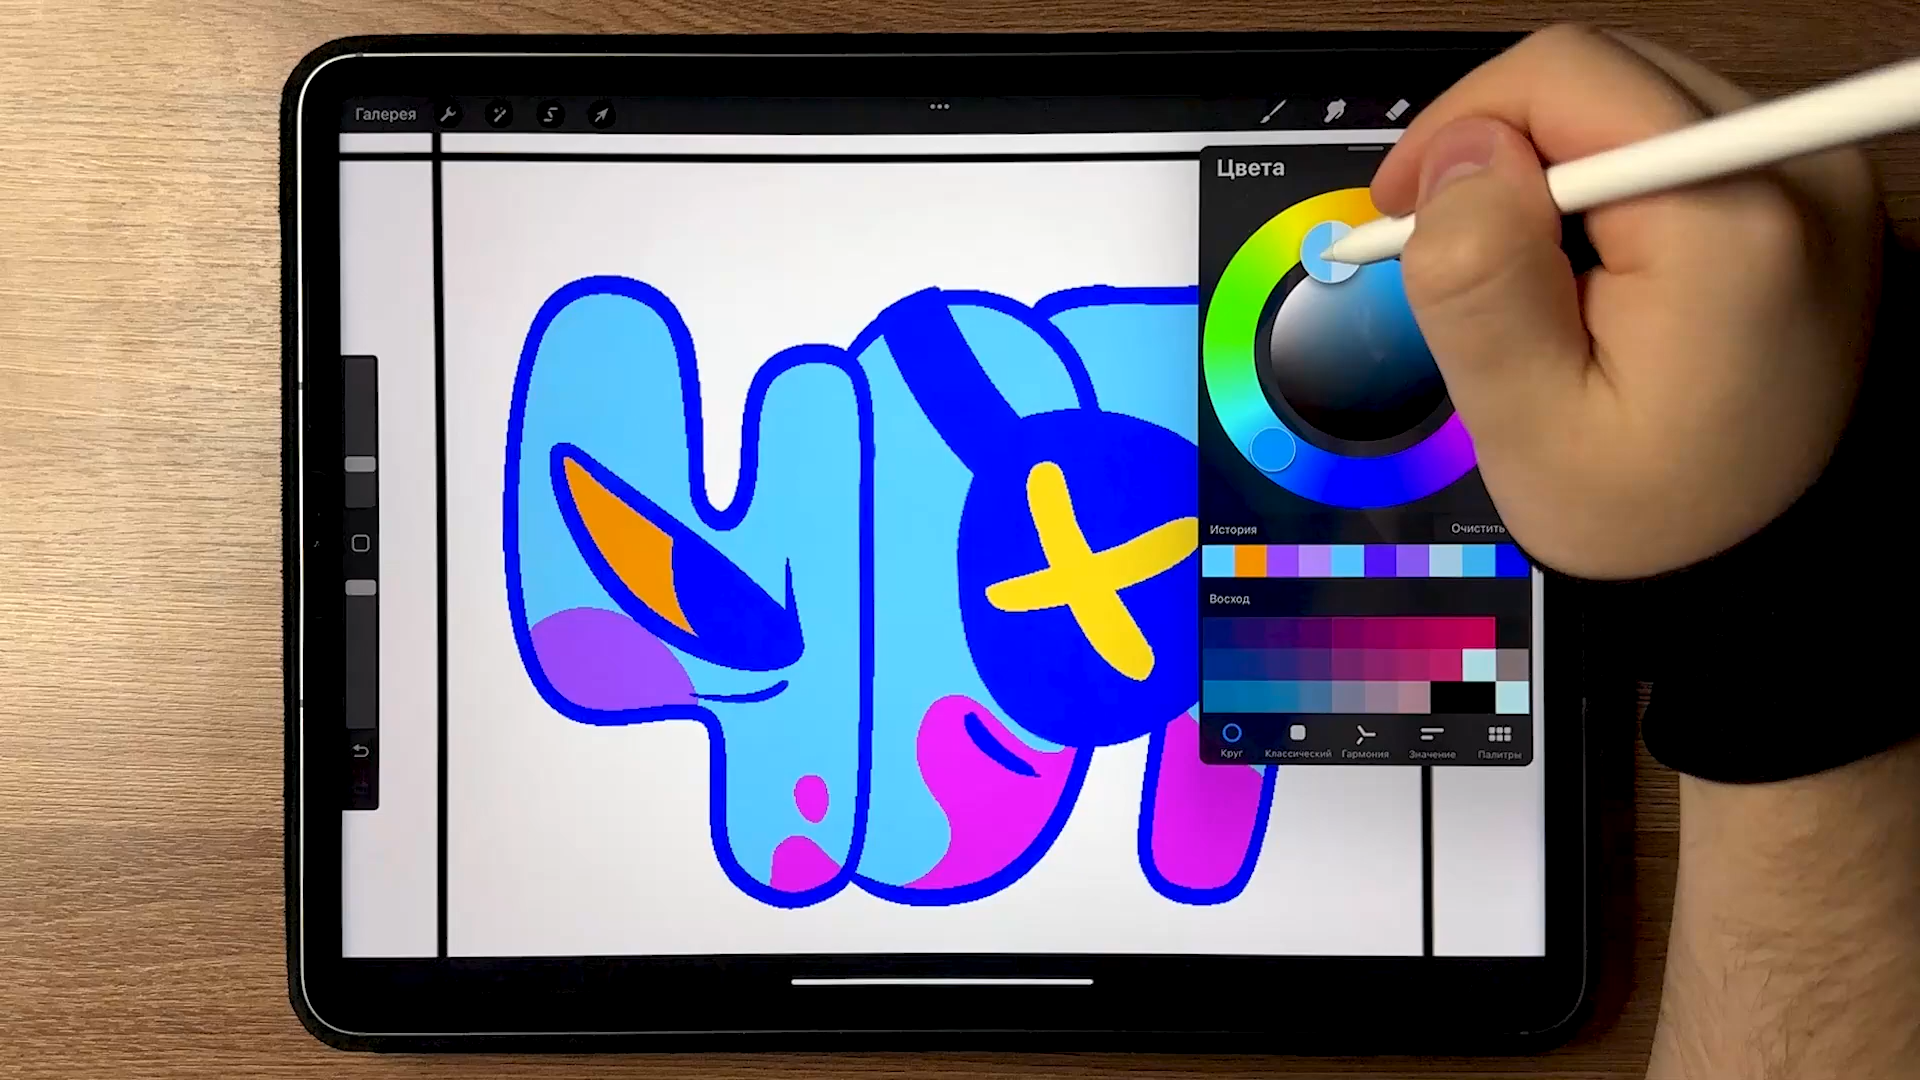 Галерея
Цвета
История
Очистить
Восход
Круг
Классический
Гармония
Значение
Палитры